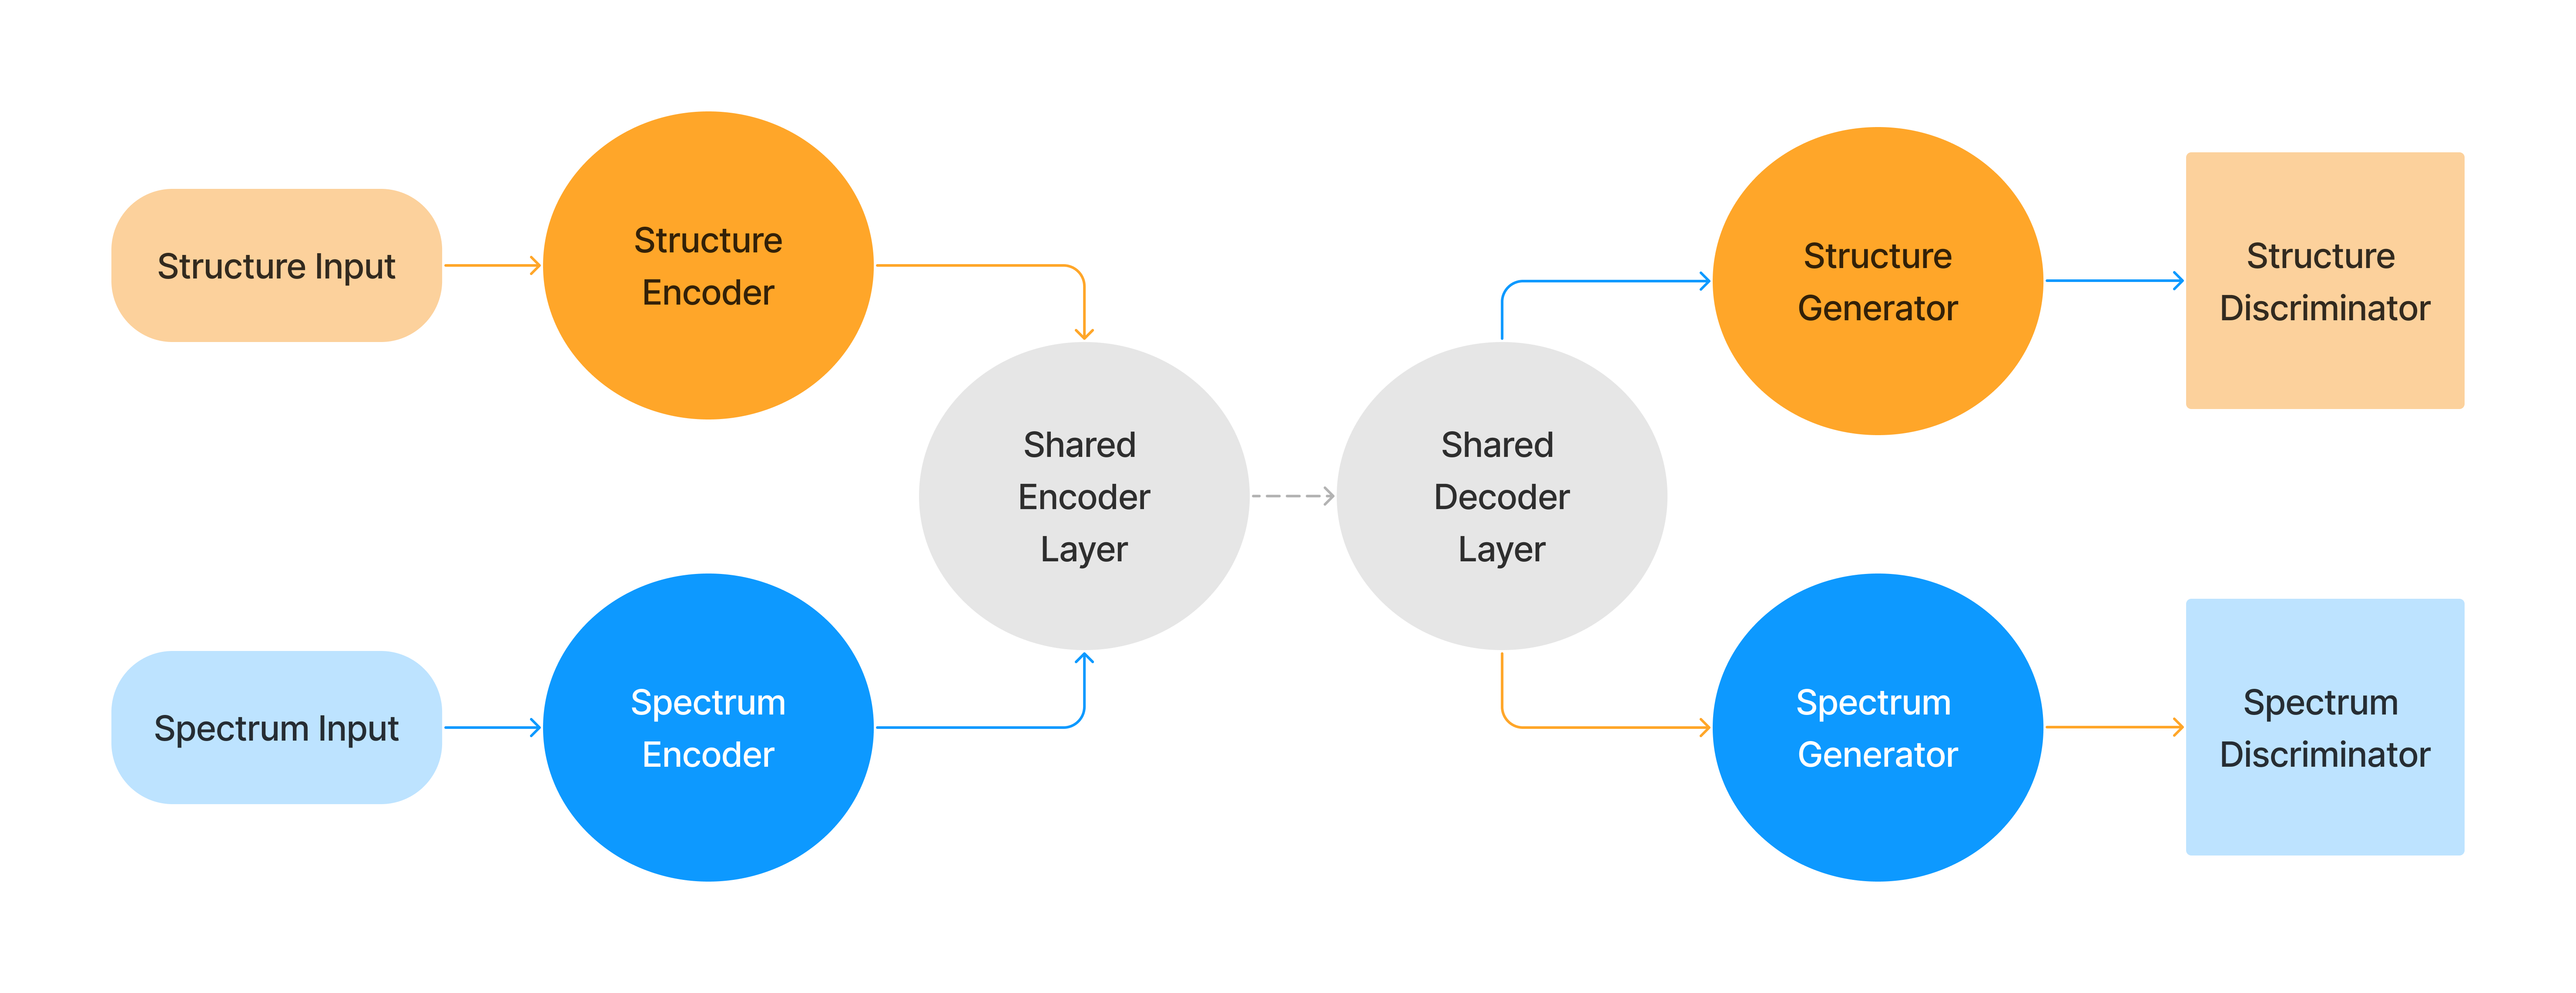 Structure Input
Structure
Encoder
Shared
Encoder
Layer
Shared
Decoder
Layer
Structure
Generator
Structure
Discriminator
Spectrum Input
Spectrum
Encoder
Spectrum
Generator
Spectrum
Discriminator